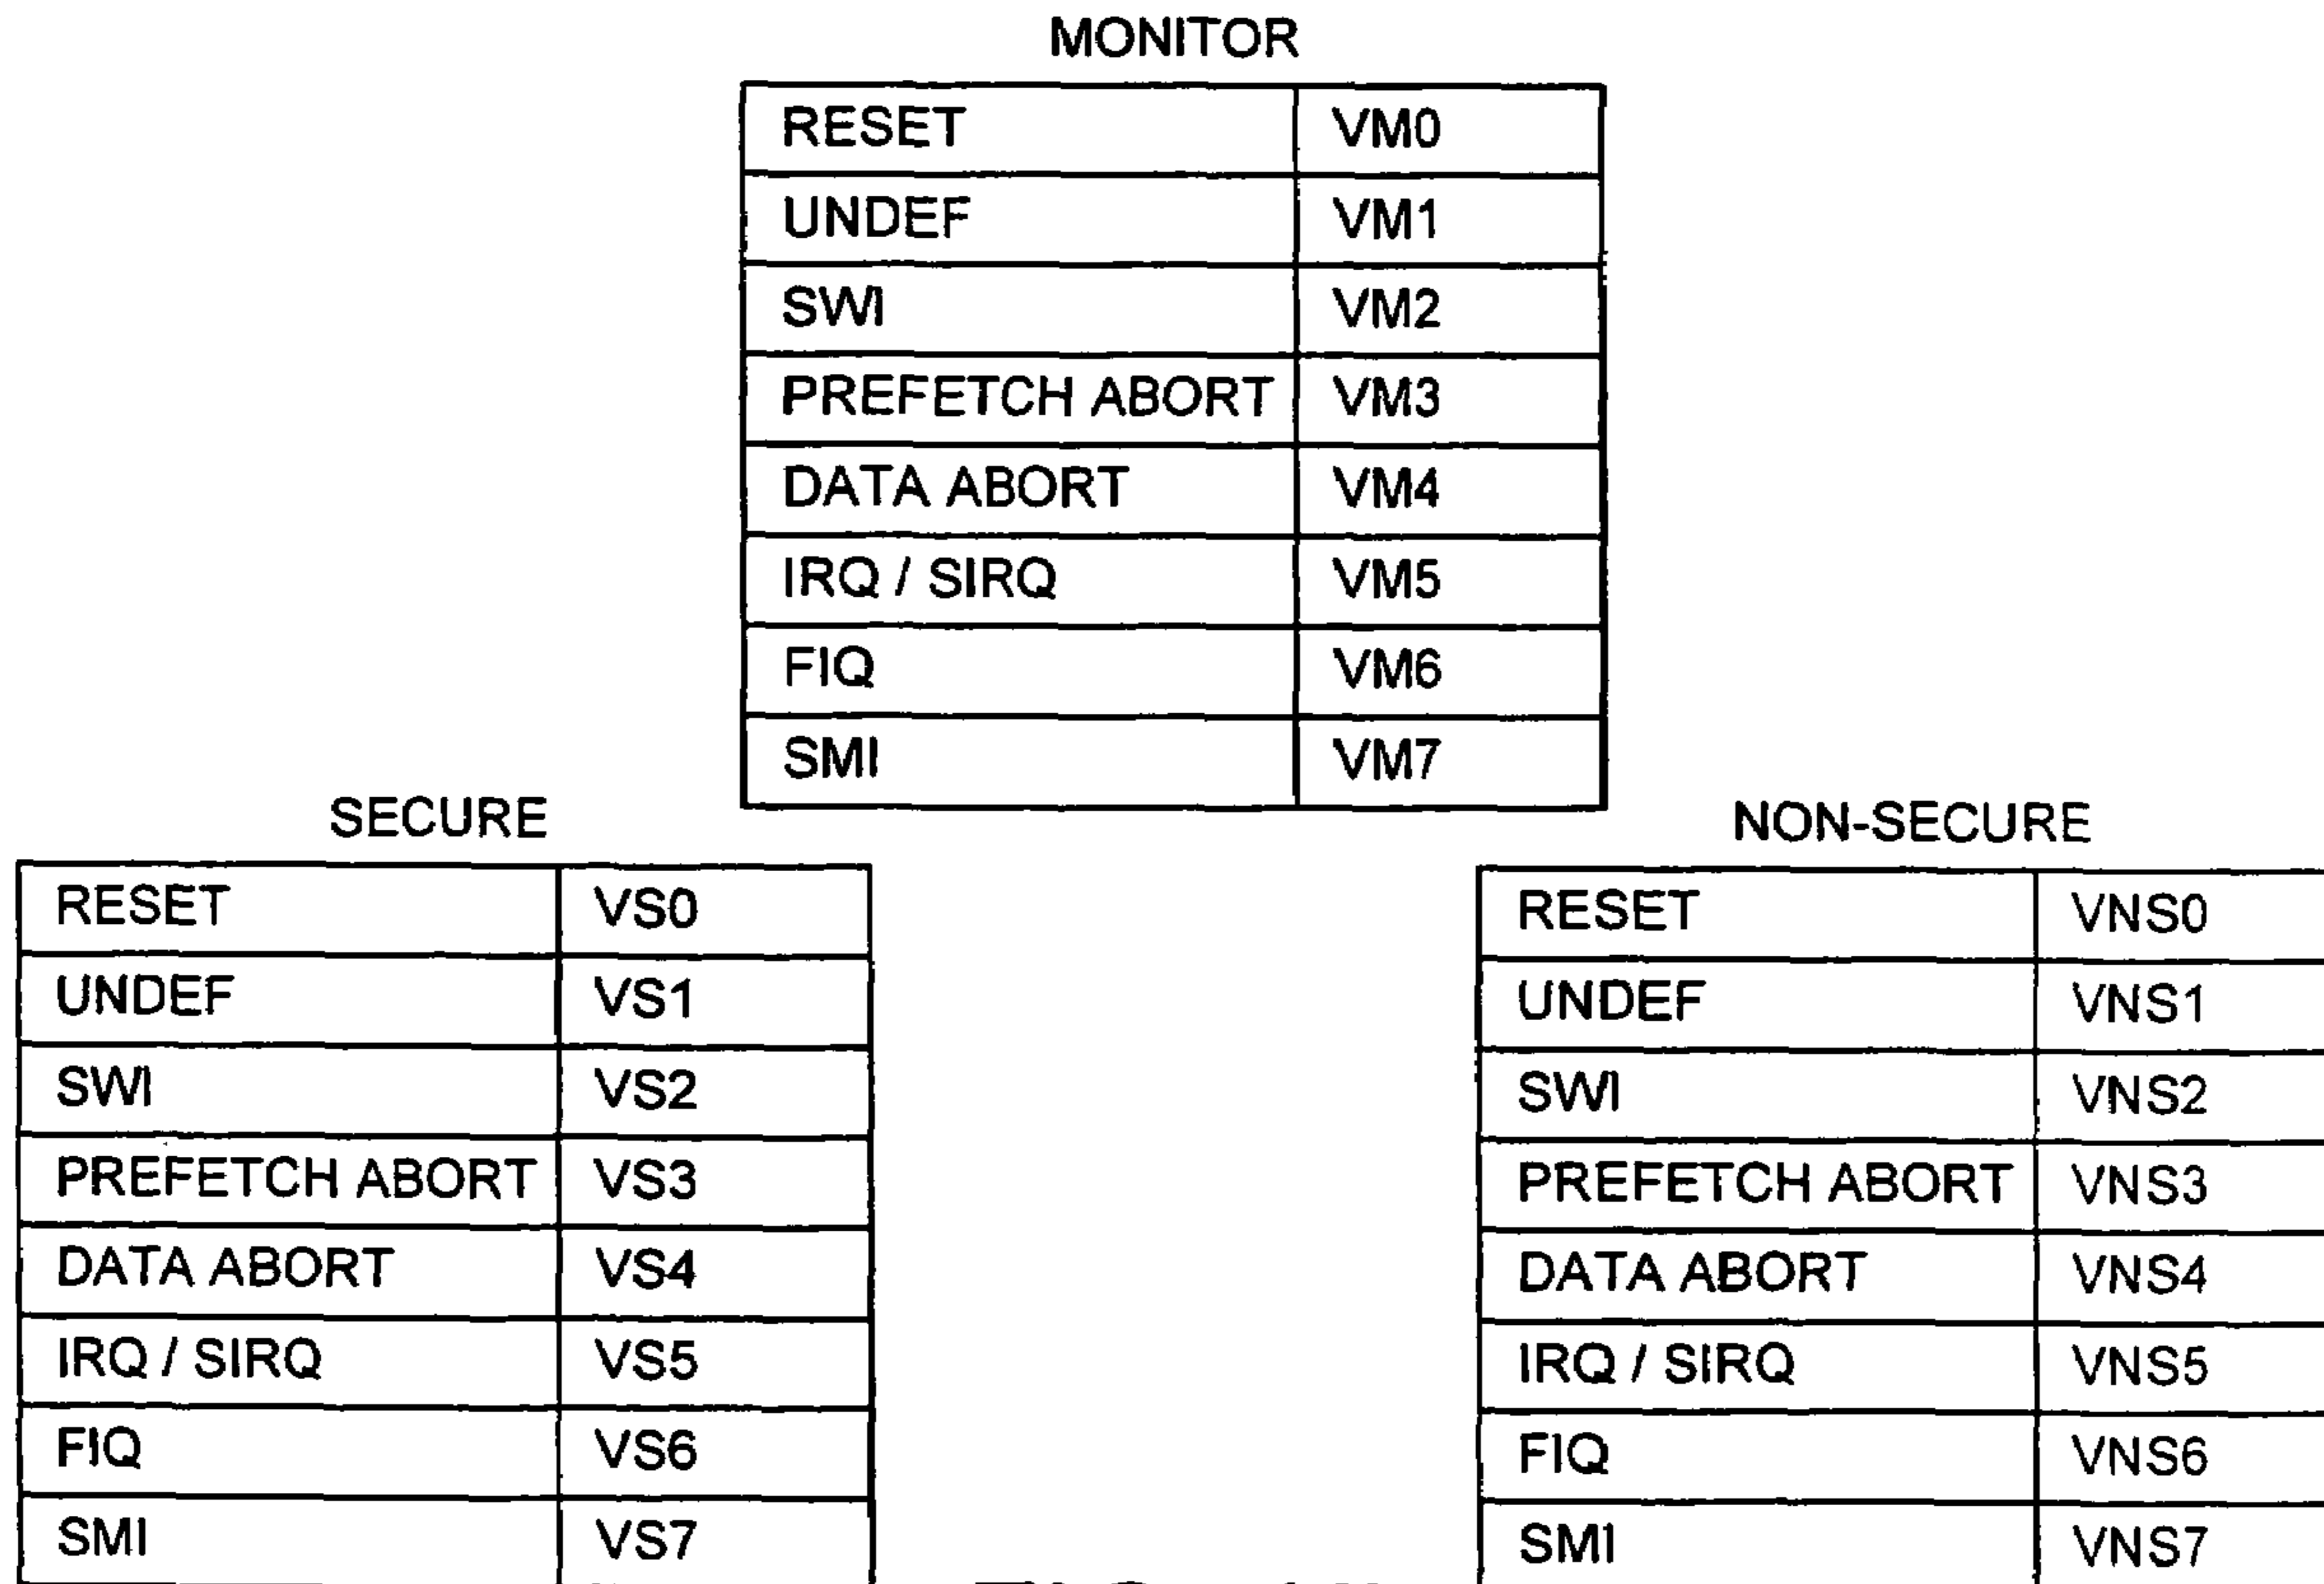 MONITOR
RESET VM0
UNDEF VM1
SWI VM2
PREFETCH ABORT VM3
DATA ABORT VM4
IRQ / SIRQ VM5
FIQ VM6
SMI VM7
SECURE
RESET VS0
UNDEF VS1
SWI VS2
PREFETCH ABORT VS3
DATA ABORT VS4
IRQ / SIRQ VS5
FIQ VS6
SMI VS7
NON-SECURE
RESET VNS0
UNDEF VNS1
SWI VNS2
PREFETCH ABORT VNS3
DATA ABORT VNS4
IRQ / SIRQ VNS5
FIQ VNS6
SMI VNS7